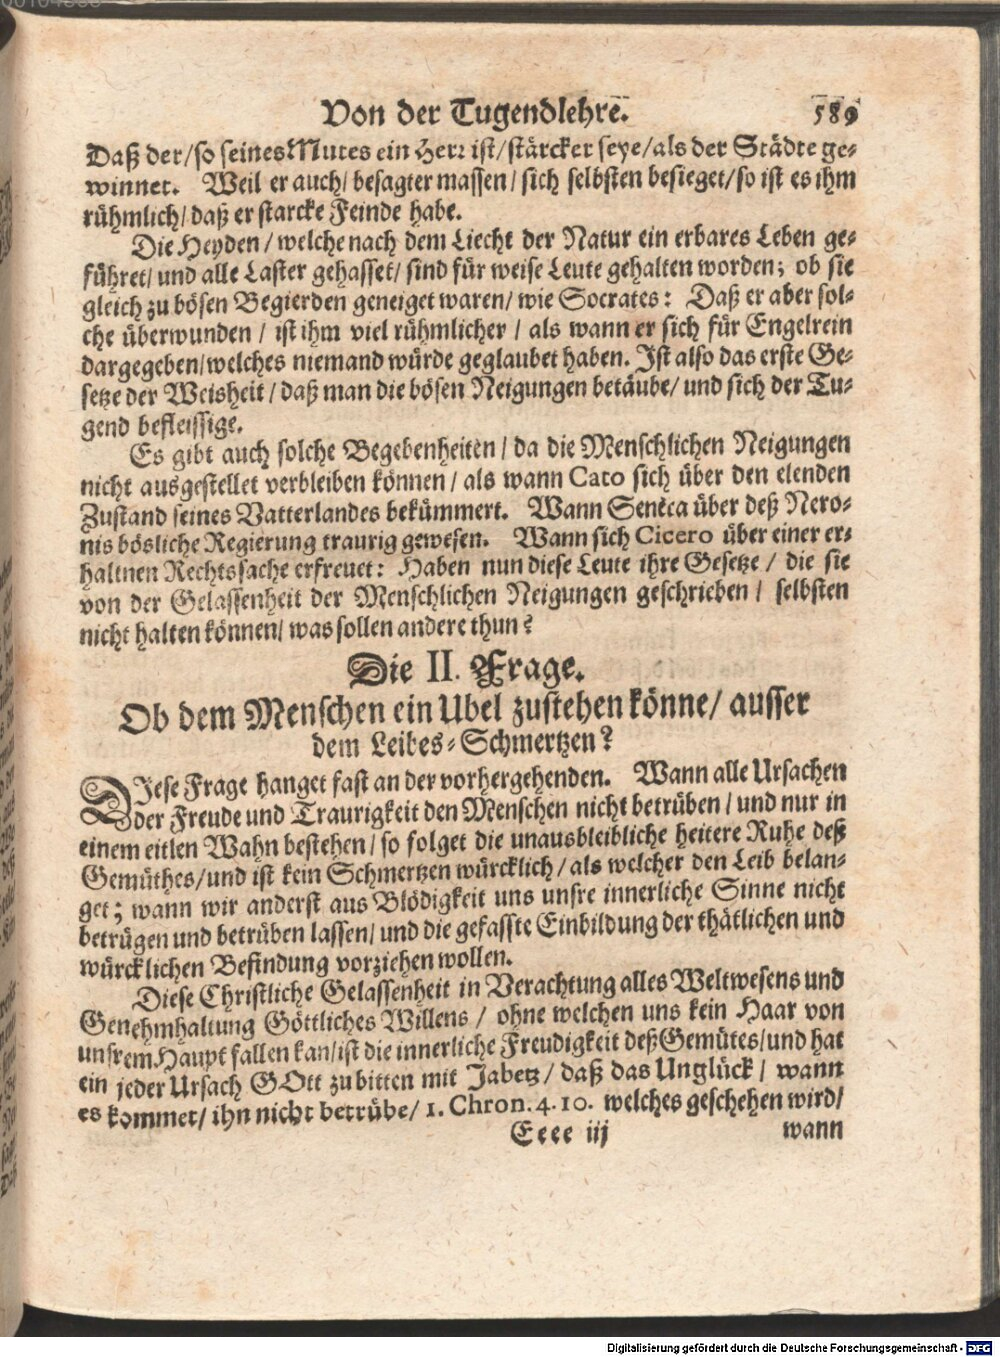 Von der Tugendlehre. 589
Daß der/ so seines Mutes ein Herr ist/ stärcker seye/ als der Städte ge-
winnet. Weil er auch/ besagter massen/ sich selbsten besieget/ so ist es ihm
rühmlich/ daß er starcke Feinde habe.
Die Heyden/ welche nach dem Liecht der Natur ein erbares Leben ge-
führet/ und alle Laster gehasset/ sind für weise Leute gehalten worden; ob sie
gleich zu bösen Begierden geneiget waren/ wie Socrates: Daß er aber sol-
che überwunden/ ist ihm viel rühmlicher/ als wann er sich für Engelrein
dargegeben/ welches niemand würde geglaubet haben. Ist also das erste Ge-
setze der Weisheit/ daß man die bösen Neigungen betäube/ und sich der Tu-
gend befleissige.
Es gibt auch solche Begebenheiten/ da die Menschlichen Neigungen
nicht ausgestellet verbleiben können/ als wann Cato sich über den elenden
Zustand seines Vatterlandes bekümmert. Wann Seneca über deß Nero-
nis bösliche Regierung traurig gewesen. Wann sich Cicero über einer er-
haltnen Rechtssache erfreuet: Haben nun diese Leute ihre Gesetze/ die sie
von der Gelassenheit der Menschlichen Neigungen geschrieben/ selbsten
nicht halten können/ was sollen andere thun?
Die II. Frage.
Ob dem Menschen ein Ubel zustehen könne/ ausser
dem Leibes-Schmertzen?
DIese Frage hanget fast an der vorhergehenden. Wann alle Ursachen
der Freude und Traurigkeit den Menschen nicht betrüben/ und nur in
einem eitlen Wahn bestehen/ so folget die unausbleibliche heitere Ruhe deß
Gemüthes/ und ist kein Schmertzen würcklich/ als welcher den Leib belan-
get; wann wir anderst aus Blödigkeit uns unsre innerliche Sinne nicht
betrügen und betrüben lassen/ und die gefasste Einbildung der thätlichen und
würcklichen Befindung vorziehen wollen.
Diese Christliche Gelassenheit in Verachtung alles Weltwesens und
Genehmhaltung Göttliches Willens/ ohne welchen uns kein Haar von
unsrem Haupt fallen kan/ ist die innerliche Freudigkeit deß Gemütes/ und hat
ein jeder Ursach GOtt zu bitten mit Jabetz/ daß das Unglück/ wann
es kommet/ ihn nicht betrübe/ 1. Chron. 4. 10. welches geschehen wird/
Eeee iij wann
Digitalisierung gefördert durch die Deutsche Forschungsgemeinschaft - DFG